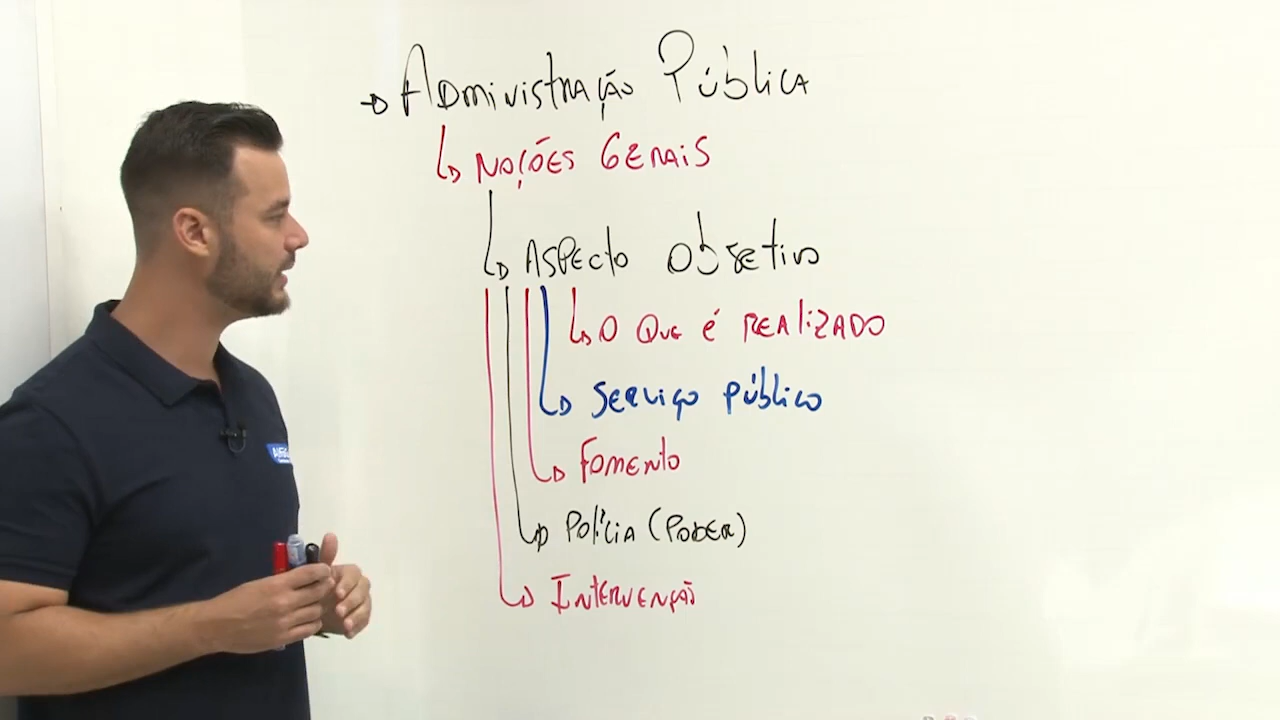 Administração Pública
Noções Gerais
Aspecto Objetivo
O que é realizado
Serviço Público
Fomento
Polícia (Poder)
Intervenção